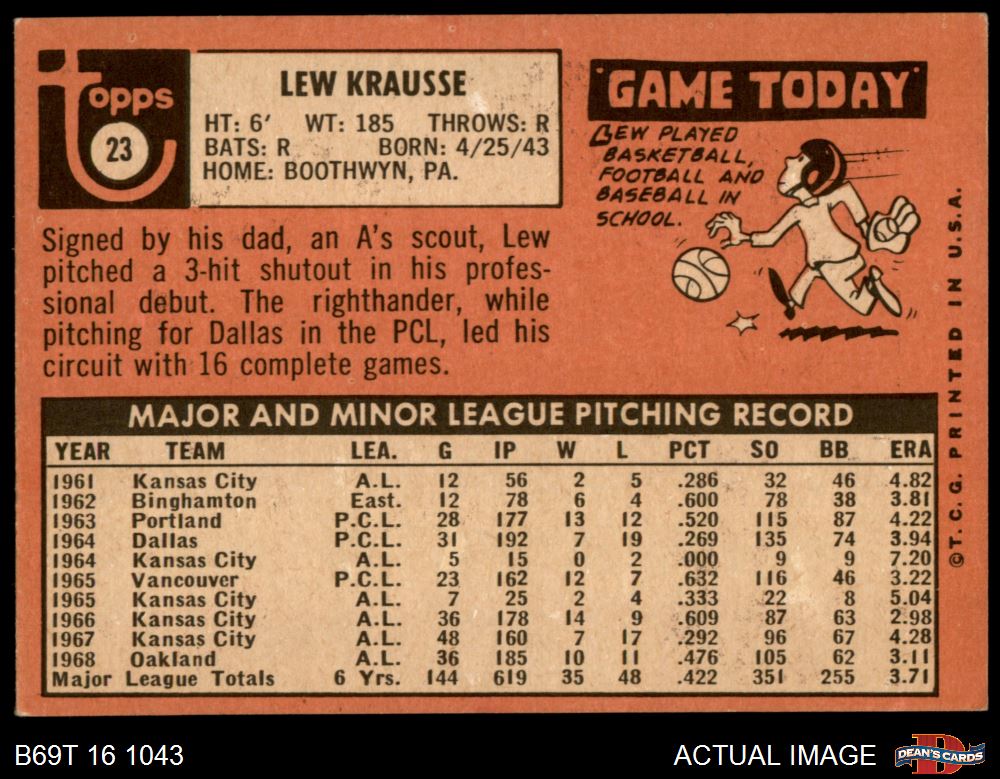 Topps
23
LEW KRAUSSE
HT: 6' WT: 185 THROWS: R
BATS: R BORN: 4/25/43
HOME: BOOTHWYN, PA.
"GAME TODAY"
LEW PLAYED
BASKETBALL,
FOOTBALL AND
BASEBALL IN
SCHOOL.
Signed by his dad, an A's scout, Lew
pitched a 3-hit shutout in his profes-
sional debut. The righthander, while
pitching for Dallas in the PCL, led his
circuit with 16 complete games.
MAJOR AND MINOR LEAGUE PITCHING RECORD
YEAR TEAM LEA. G IP W L PCT SO BB ERA
1961 Kansas City A.L. 12 56 2 5 .286 32 46 4.82
1962 Binghamton East. 12 78 6 4 .600 78 38 3.81
1963 Portland P.C.L. 28 177 13 12 .520 115 87 4.22
1964 Dallas P.C.L. 31 192 7 19 .269 135 74 3.94
1964 Kansas City A.L. 5 15 0 2 .000 9 9 7.20
1965 Vancouver P.C.L. 23 162 12 7 .632 116 46 3.22
1965 Kansas City A.L. 7 25 2 4 .333 22 8 5.04
1966 Kansas City A.L. 36 178 14 9 .609 87 63 2.98
1967 Kansas City A.L. 48 160 7 17 .292 96 67 4.28
1968 Oakland A.L. 36 185 10 11 .476 105 62 3.11
Major League Totals 6 Yrs. 144 619 35 48 .422 351 255 3.71
©T.C.G. PRINTED IN U.S.A.
B69T 16 1043
ACTUAL IMAGE
DEAN'S CARDS